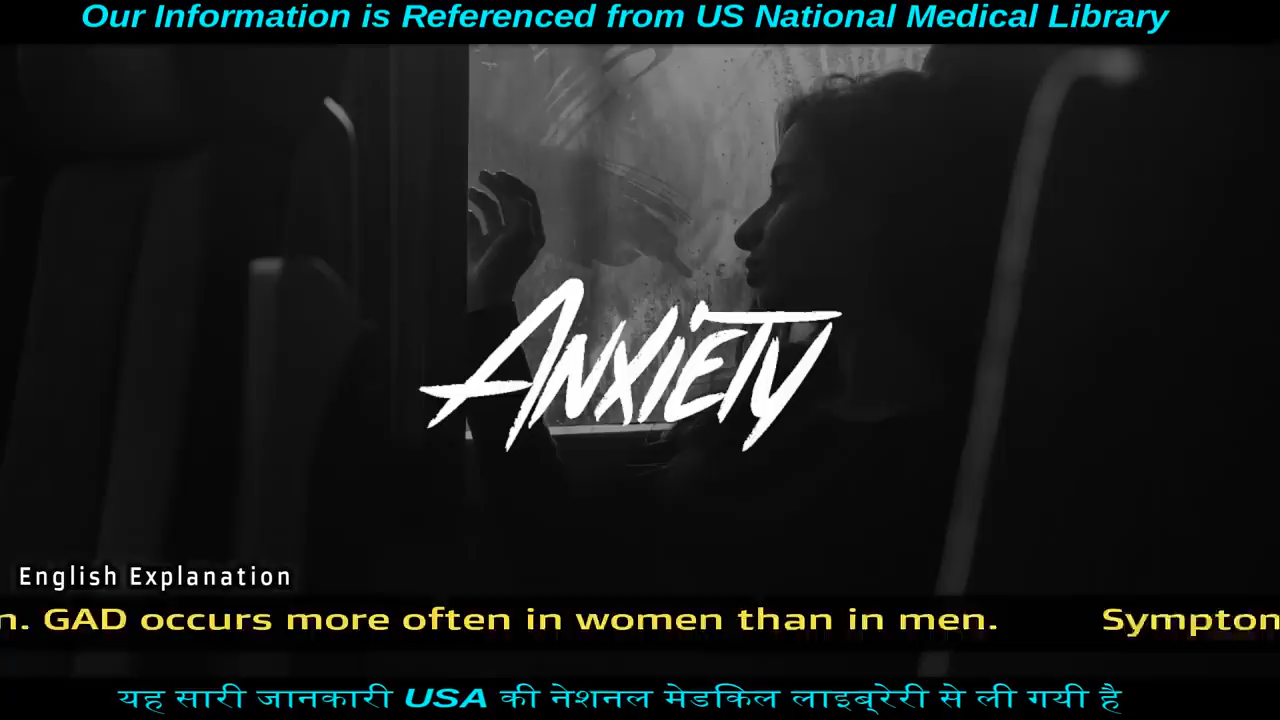 Our Information is Referenced from US National Medical Library
ANXIETY
English Explanation
n. GAD occurs more often in women than in men. Symptom
यह सारी जानकारी USA की नेशनल मेडकिल लाइब्रेरी से ली गयी है